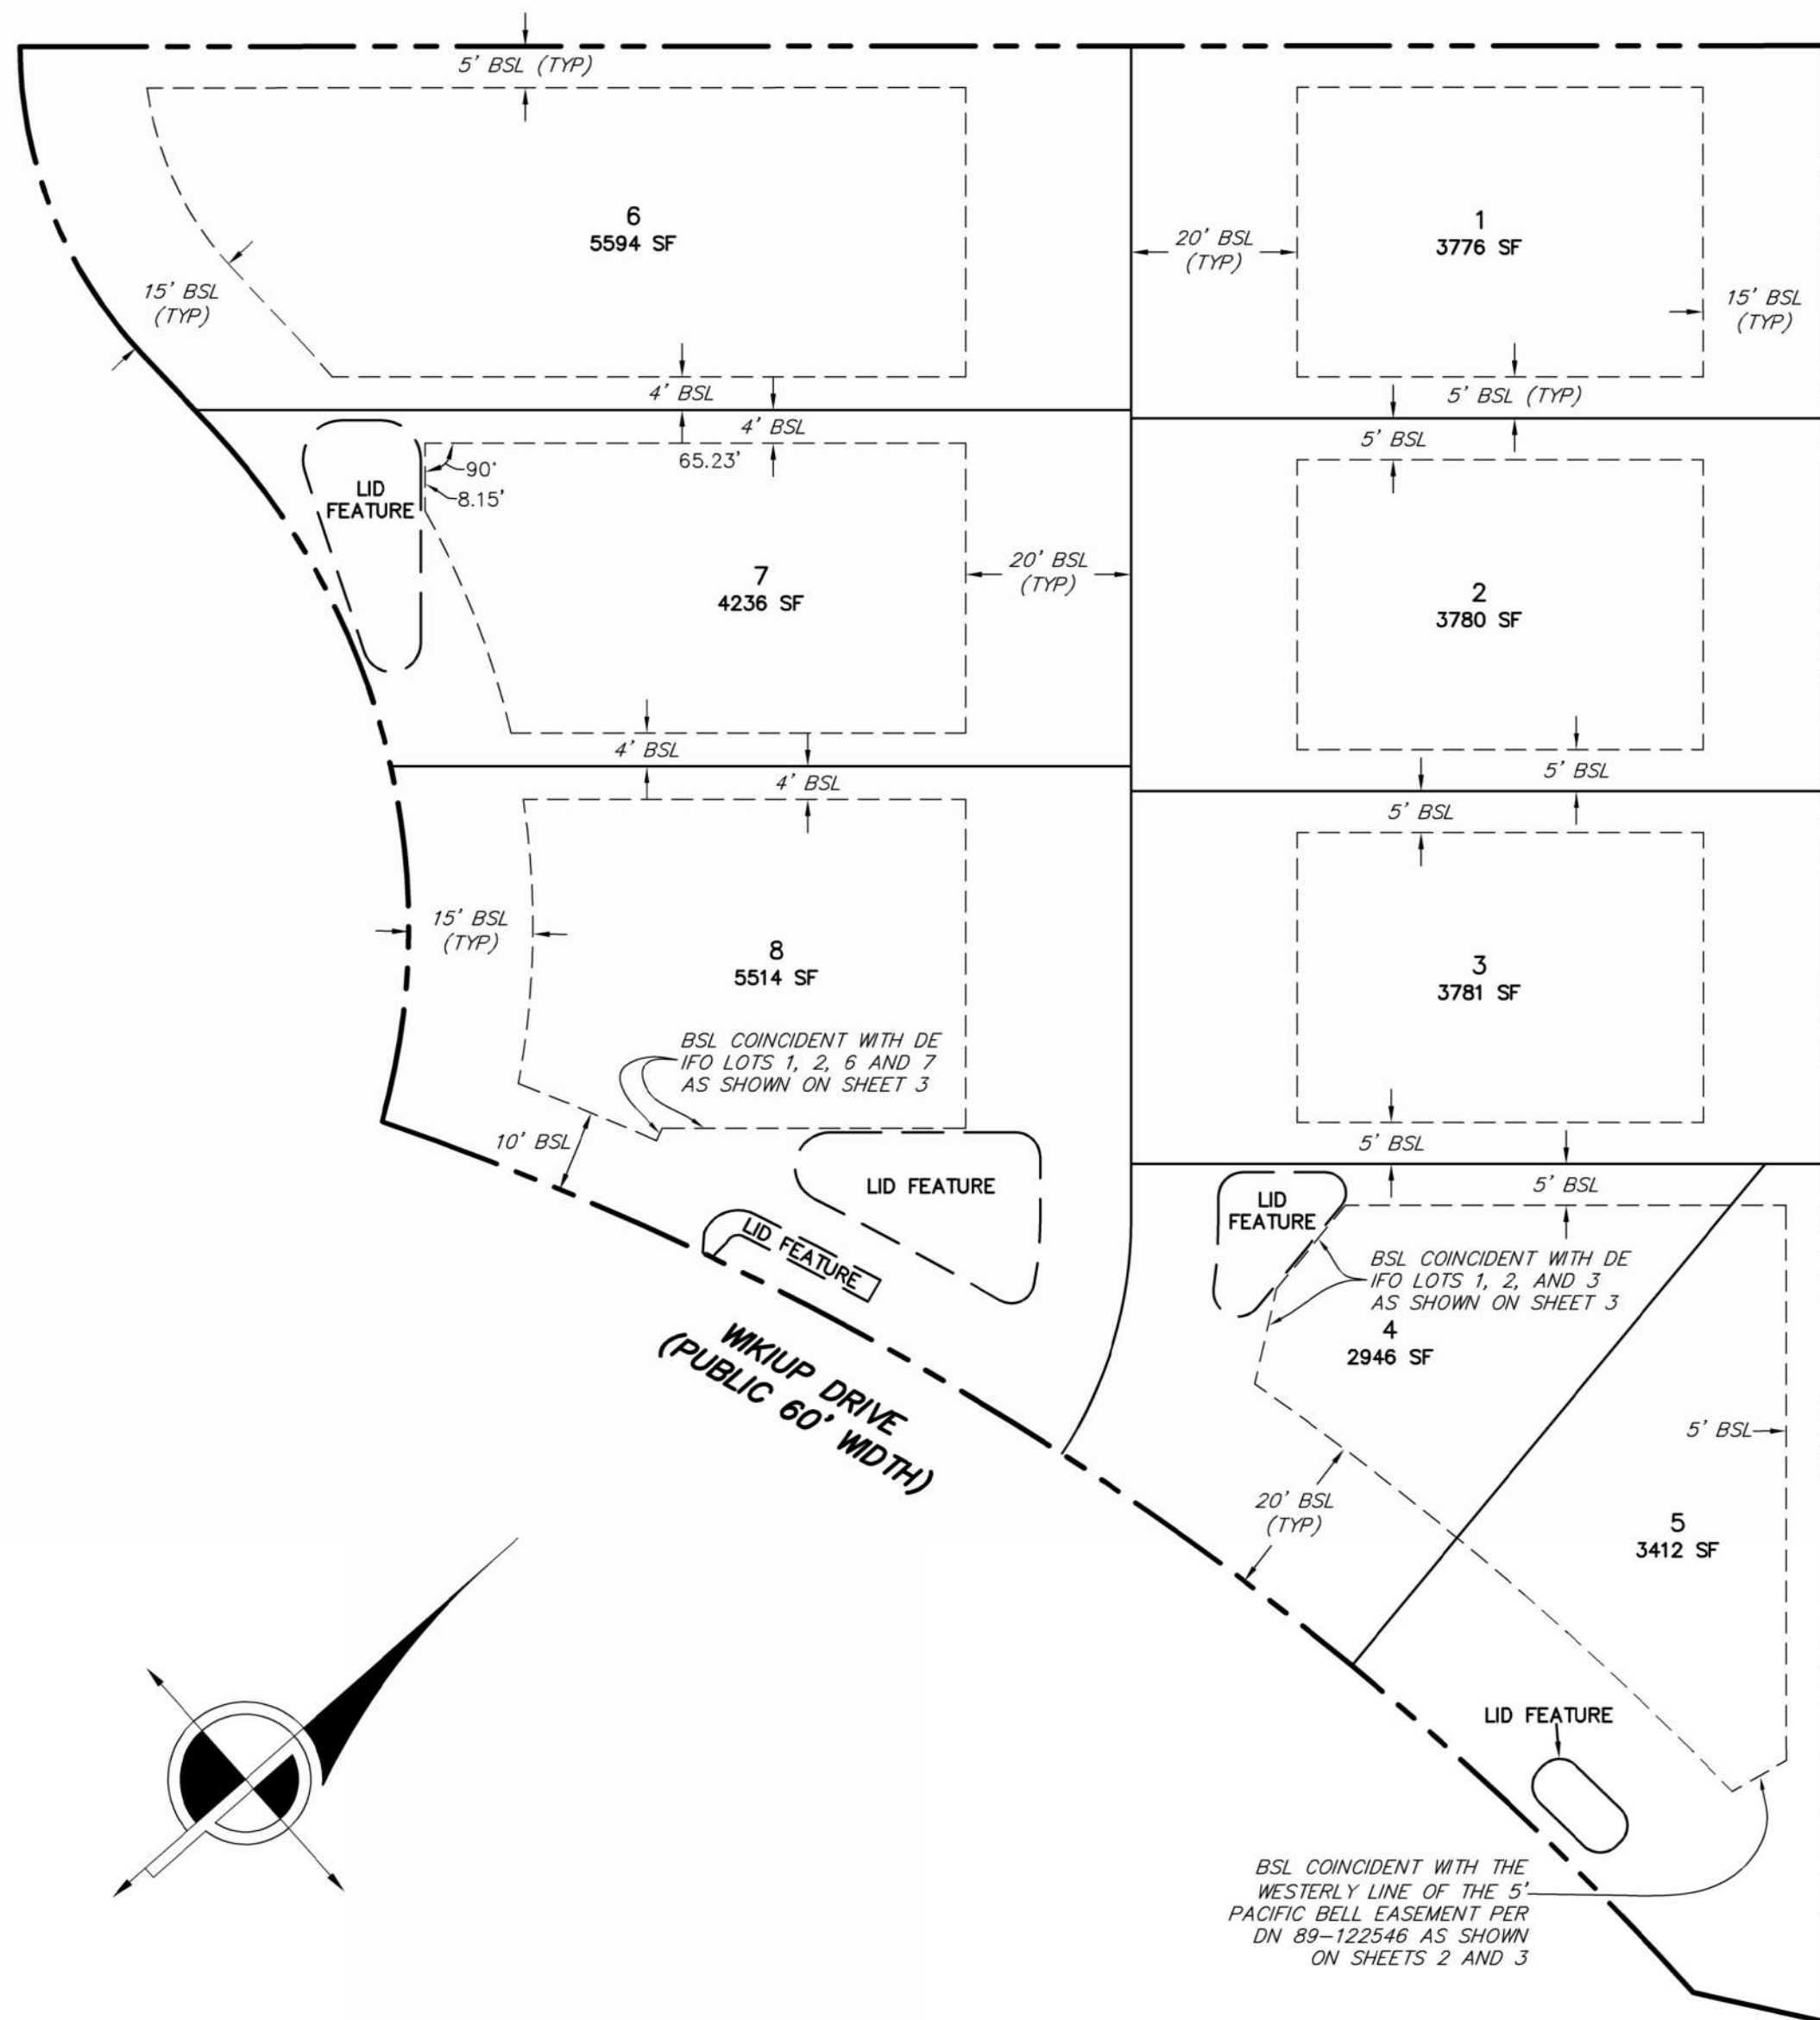 5' BSL (TYP)
6
5594 SF
1
3776 SF
20' BSL
(TYP)
15' BSL
(TYP)
15' BSL
(TYP)
4' BSL
5' BSL (TYP)
4' BSL
5' BSL
65.23'
90°
8.15'
LID
FEATURE
7
4236 SF
20' BSL
(TYP)
2
3780 SF
4' BSL
5' BSL
4' BSL
5' BSL
15' BSL
(TYP)
8
5514 SF
3
3781 SF
BSL COINCIDENT WITH DE
IFO LOTS 1, 2, 6 AND 7
AS SHOWN ON SHEET 3
10' BSL
5' BSL
5' BSL
LID FEATURE
LID
FEATURE
LID FEATURE
BSL COINCIDENT WITH DE
IFO LOTS 1, 2, AND 3
AS SHOWN ON SHEET 3
4
2946 SF
WIKIUP DRIVE
(PUBLIC 60' WIDTH)
5' BSL
20' BSL
(TYP)
5
3412 SF
LID FEATURE
BSL COINCIDENT WITH THE
WESTERLY LINE OF THE 5'
PACIFIC BELL EASEMENT PER
DN 89-122546 AS SHOWN
ON SHEETS 2 AND 3